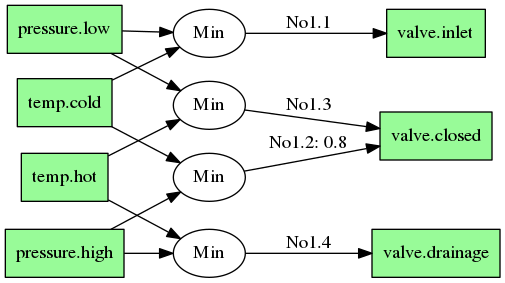 pressure.low
Min
No1.1
valve.inlet
temp.cold
Min
No1.3
valve.closed
No1.2: 0.8
temp.hot
Min
pressure.high
Min
No1.4
valve.drainage